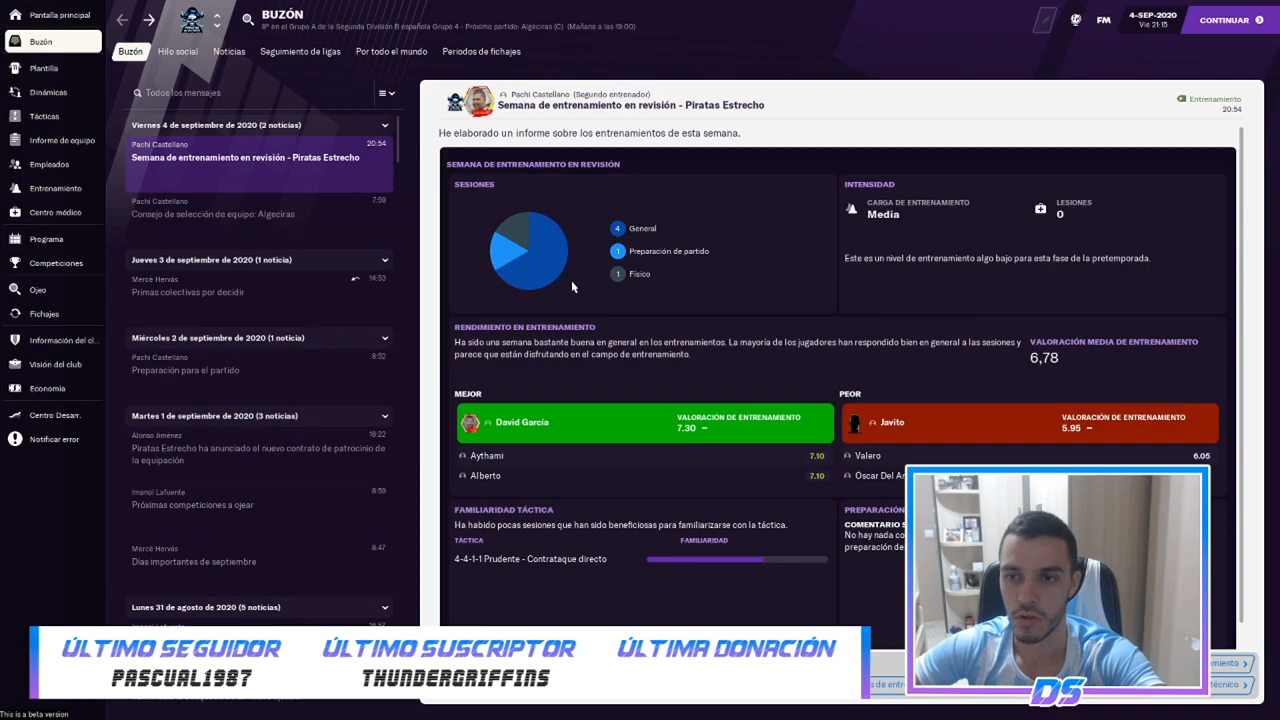 Pantalla principal
Buzón
Plantilla
Dinámicas
Tácticas
Informe de equipo
Empleados
Entrenamiento
Centro médico
Programa
Competiciones
Ojeo
Fichajes
Información del cl...
Visión del club
Economía
Centro Desarr.
Notificar error
This is a beta version
BUZÓN
8º en el Grupo A de la Segunda División B española Grupo 4 - Próximo partido: Algeciras (C) (Mañana a las 19:00)
FM
4-SEP-2020
Vie 21:15
CONTINUAR
Buzón
Hilo social
Noticias
Seguimiento de ligas
Por todo el mundo
Periodos de fichajes
Todos los mensajes
Viernes 4 de septiembre de 2020 (2 noticias)
Pachi Castellano 20:54
Semana de entrenamiento en revisión - Piratas Estrecho
Pachi Castellano 7:59
Consejo de selección de equipo: Algeciras
Jueves 3 de septiembre de 2020 (1 noticia)
Mercè Hervás 14:53
Primas colectivas por decidir
Miércoles 2 de septiembre de 2020 (1 noticia)
Pachi Castellano 8:52
Preparación para el partido
Martes 1 de septiembre de 2020 (3 noticias)
Alonso Jiménez 18:22
Piratas Estrecho ha anunciado el nuevo contrato de patrocinio de
la equipación
Imanol Lafuente 8:59
Próximas competiciones a ojear
Mercè Hervás 8:47
Días importantes de septiembre
Lunes 31 de agosto de 2020 (5 noticias)
Pachi Castellano (Segundo entrenador)
Semana de entrenamiento en revisión - Piratas Estrecho
Entrenamiento
20:54
He elaborado un informe sobre los entrenamientos de esta semana.
SEMANA DE ENTRENAMIENTO EN REVISIÓN
SESIONES
4 General
1 Preparación de partido
1 Físico
INTENSIDAD
CARGA DE ENTRENAMIENTO
Media
LESIONES
0
Este es un nivel de entrenamiento algo bajo para esta fase de la pretemporada.
RENDIMIENTO EN ENTRENAMIENTO
Ha sido una semana bastante buena en general en los entrenamientos. La mayoría de los jugadores han respondido bien en general a las sesiones y
parece que están disfrutando en el campo de entrenamiento.
VALORACIÓN MEDIA DE ENTRENAMIENTO
6,78
MEJOR
David García
VALORACIÓN DE ENTRENAMIENTO
7.30 –
Aythami 7.10
Alberto 7.10
PEOR
Javito
VALORACIÓN DE ENTRENAMIENTO
5.95 –
Valero 6.05
Óscar Del
FAMILIARIDAD TÁCTICA
Ha habido pocas sesiones que han sido beneficiosas para familiarizarse con la táctica.
TÁCTICA FAMILIARIDAD
4-4-1-1 Prudente - Contrataque directo
PREPARACIÓN
COMENTARIO
No hay nada
preparación de
técnico
ÚLTIMO SEGUIDOR
PASCUAL1987
ÚLTIMO SUSCRIPTOR
THUNDERGRIFFINS
ÚLTIMA DONACIÓN
DS